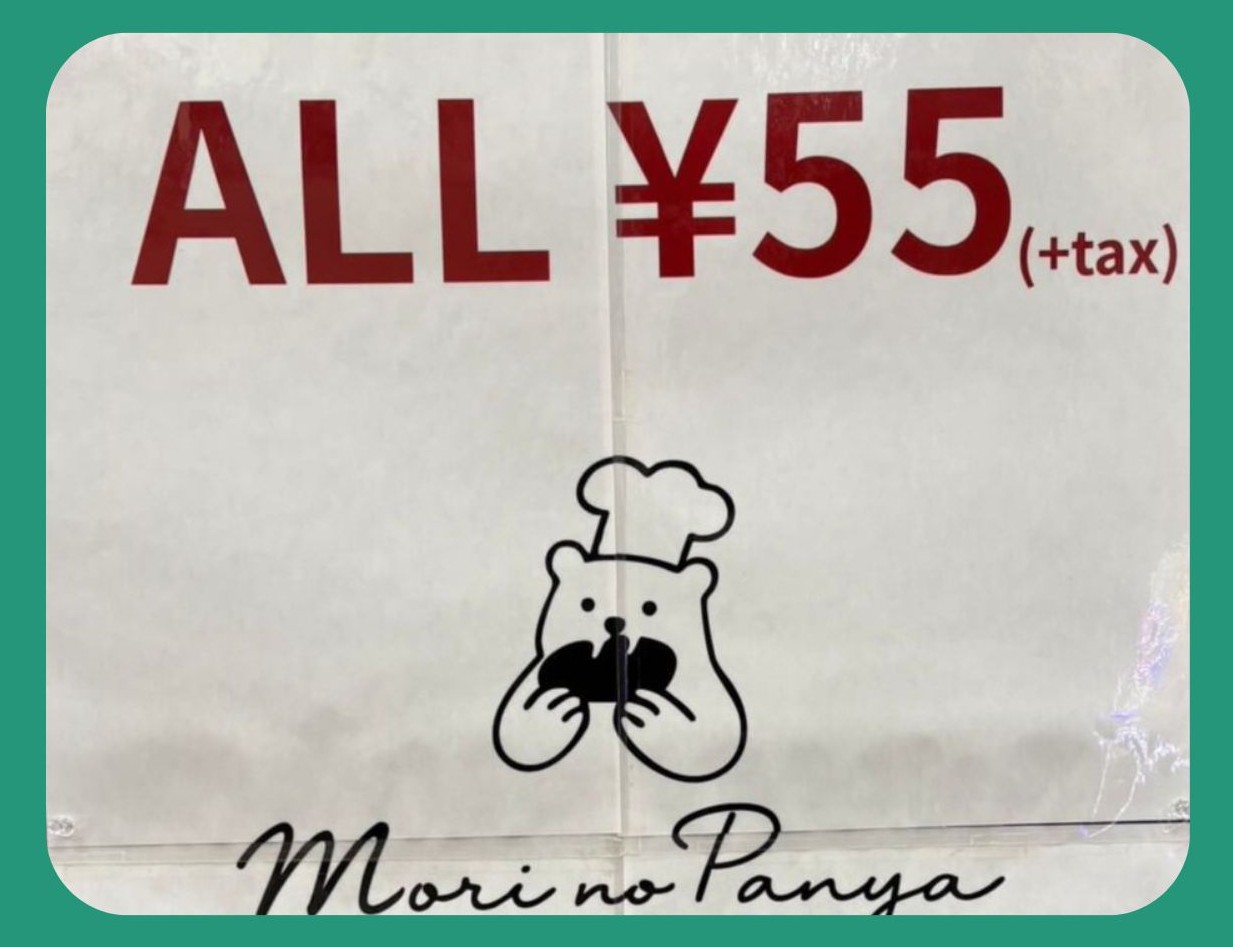 ALL ¥55(+tax)
Mori no Panya